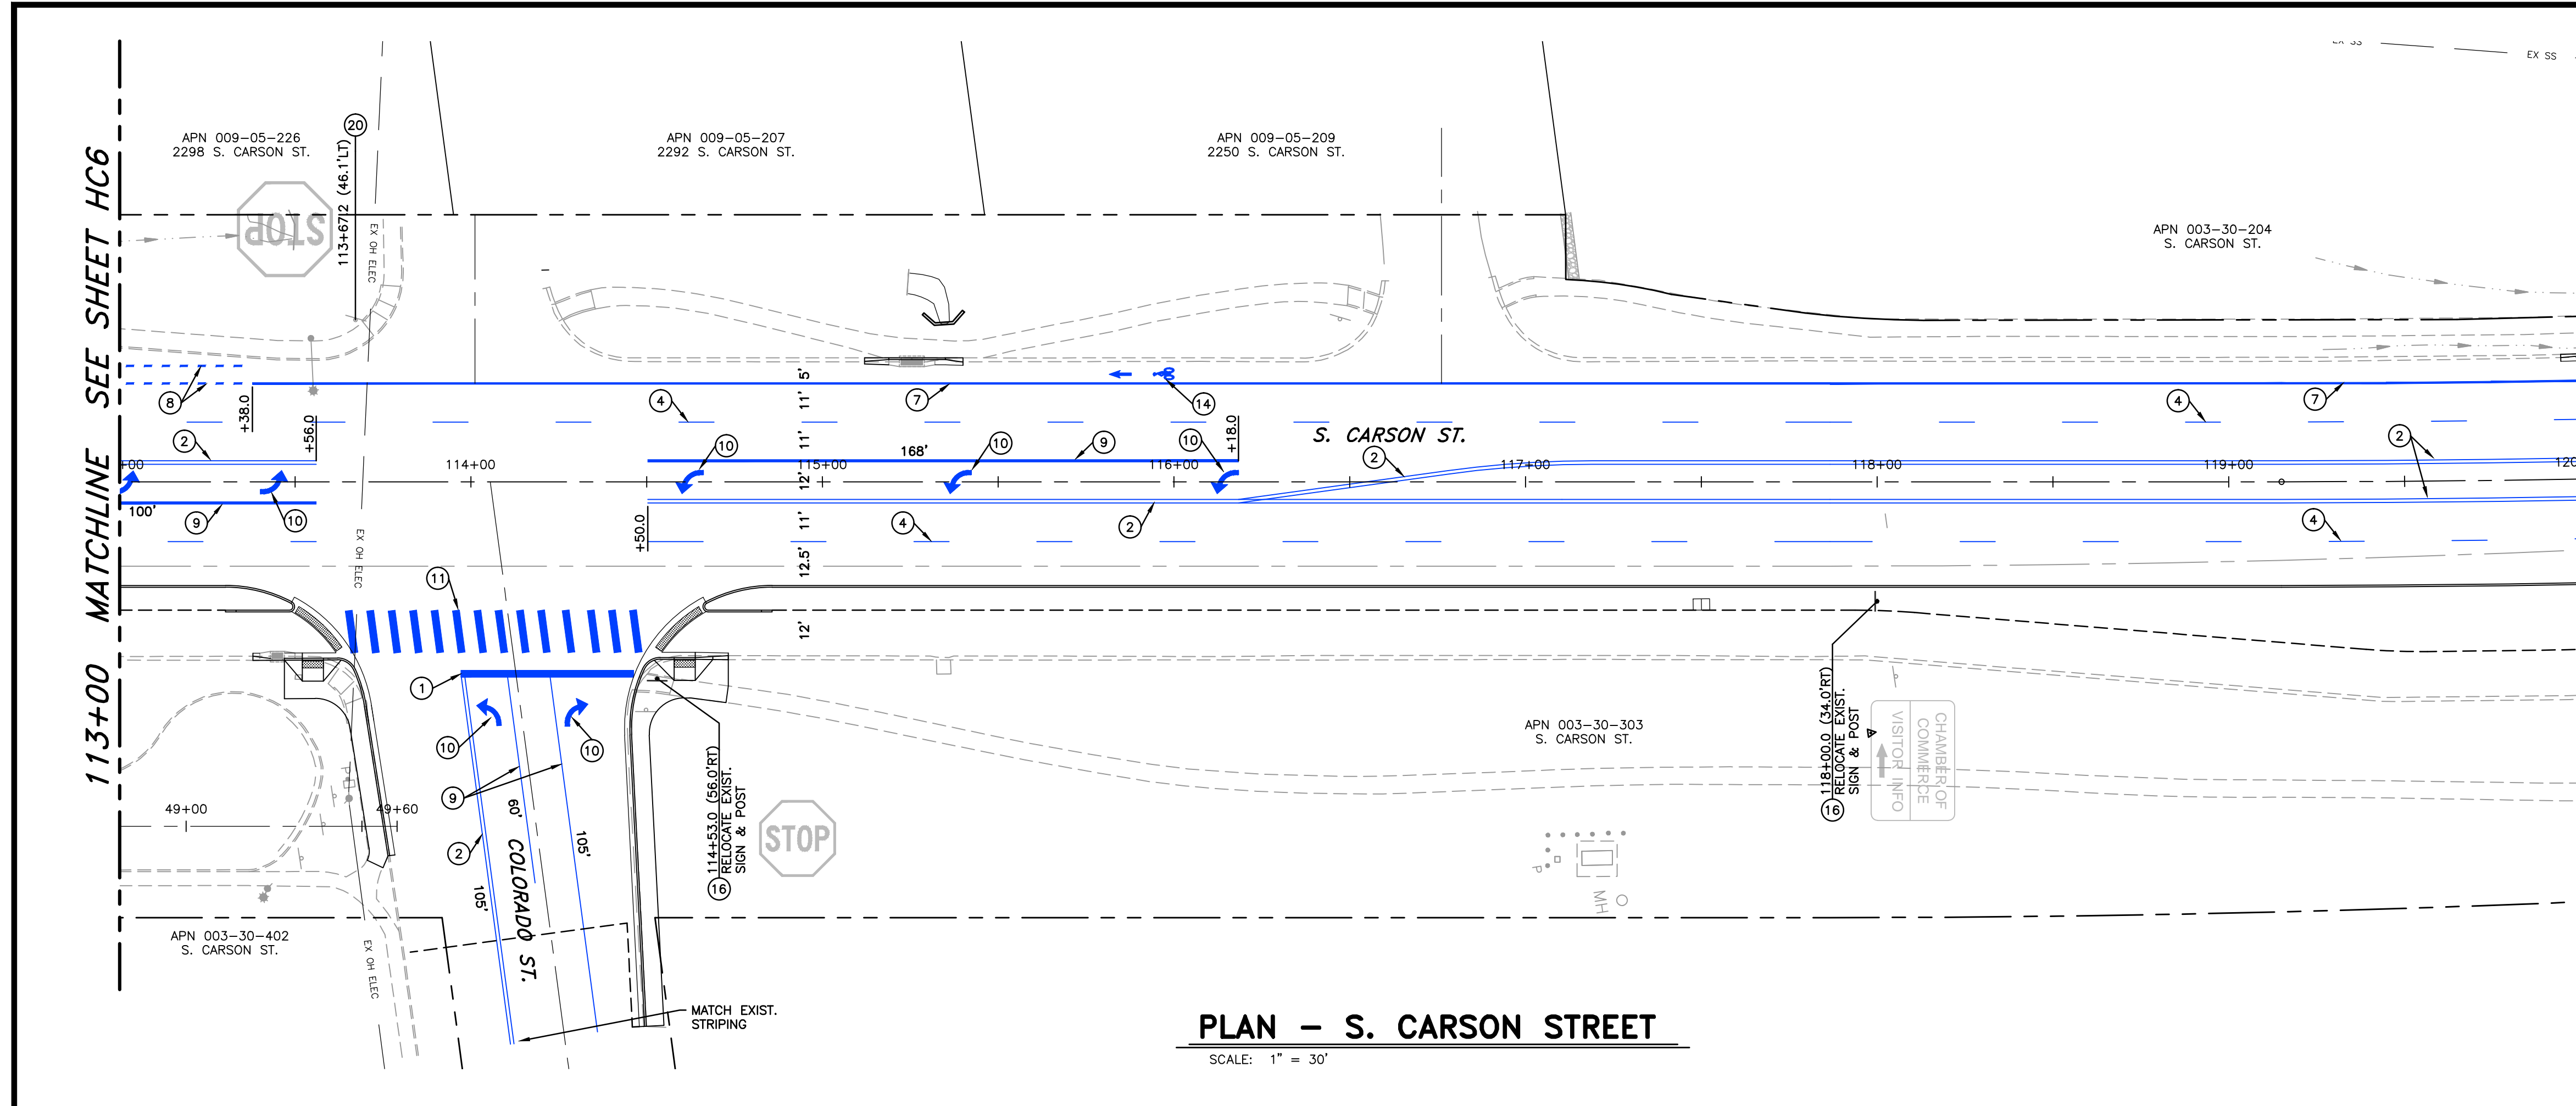 EX SS
EX SS
113+00 MATCHLINE SEE SHEET HC6
APN 009-05-226
2298 S. CARSON ST.
20
113+67.2 (46.1'LT)
STOP
EX OH ELEC
APN 009-05-207
2292 S. CARSON ST.
APN 009-05-209
2250 S. CARSON ST.
APN 003-30-204
S. CARSON ST.
8
+38.0
+56.0
4
5'
11'
11'
7
14
+18.0
S. CARSON ST.
4
7
2
10
168'
10
9
10
2
2
+00
114+00
115+00
116+00
117+00
118+00
119+00
120
12'
100'
9
10
EX OH ELEC
+50.0
11'
4
2
4
12.5'
11
12'
1
10
10
9
60'
105'
2
105'
COLORADO ST.
49+00
49+60
P
114+53.0 (56.0'RT)
RELOCATE EXIST.
SIGN & POST
16
STOP
APN 003-30-303
S. CARSON ST.
118+00.0 (34.0'RT)
RELOCATE EXIST.
SIGN & POST
16
CHAMBER OF
COMMERCE
VISITOR INFO
P
MH
APN 003-30-402
S. CARSON ST.
EX OH ELEC
MATCH EXIST.
STRIPING
PLAN - S. CARSON STREET
SCALE: 1" = 30'